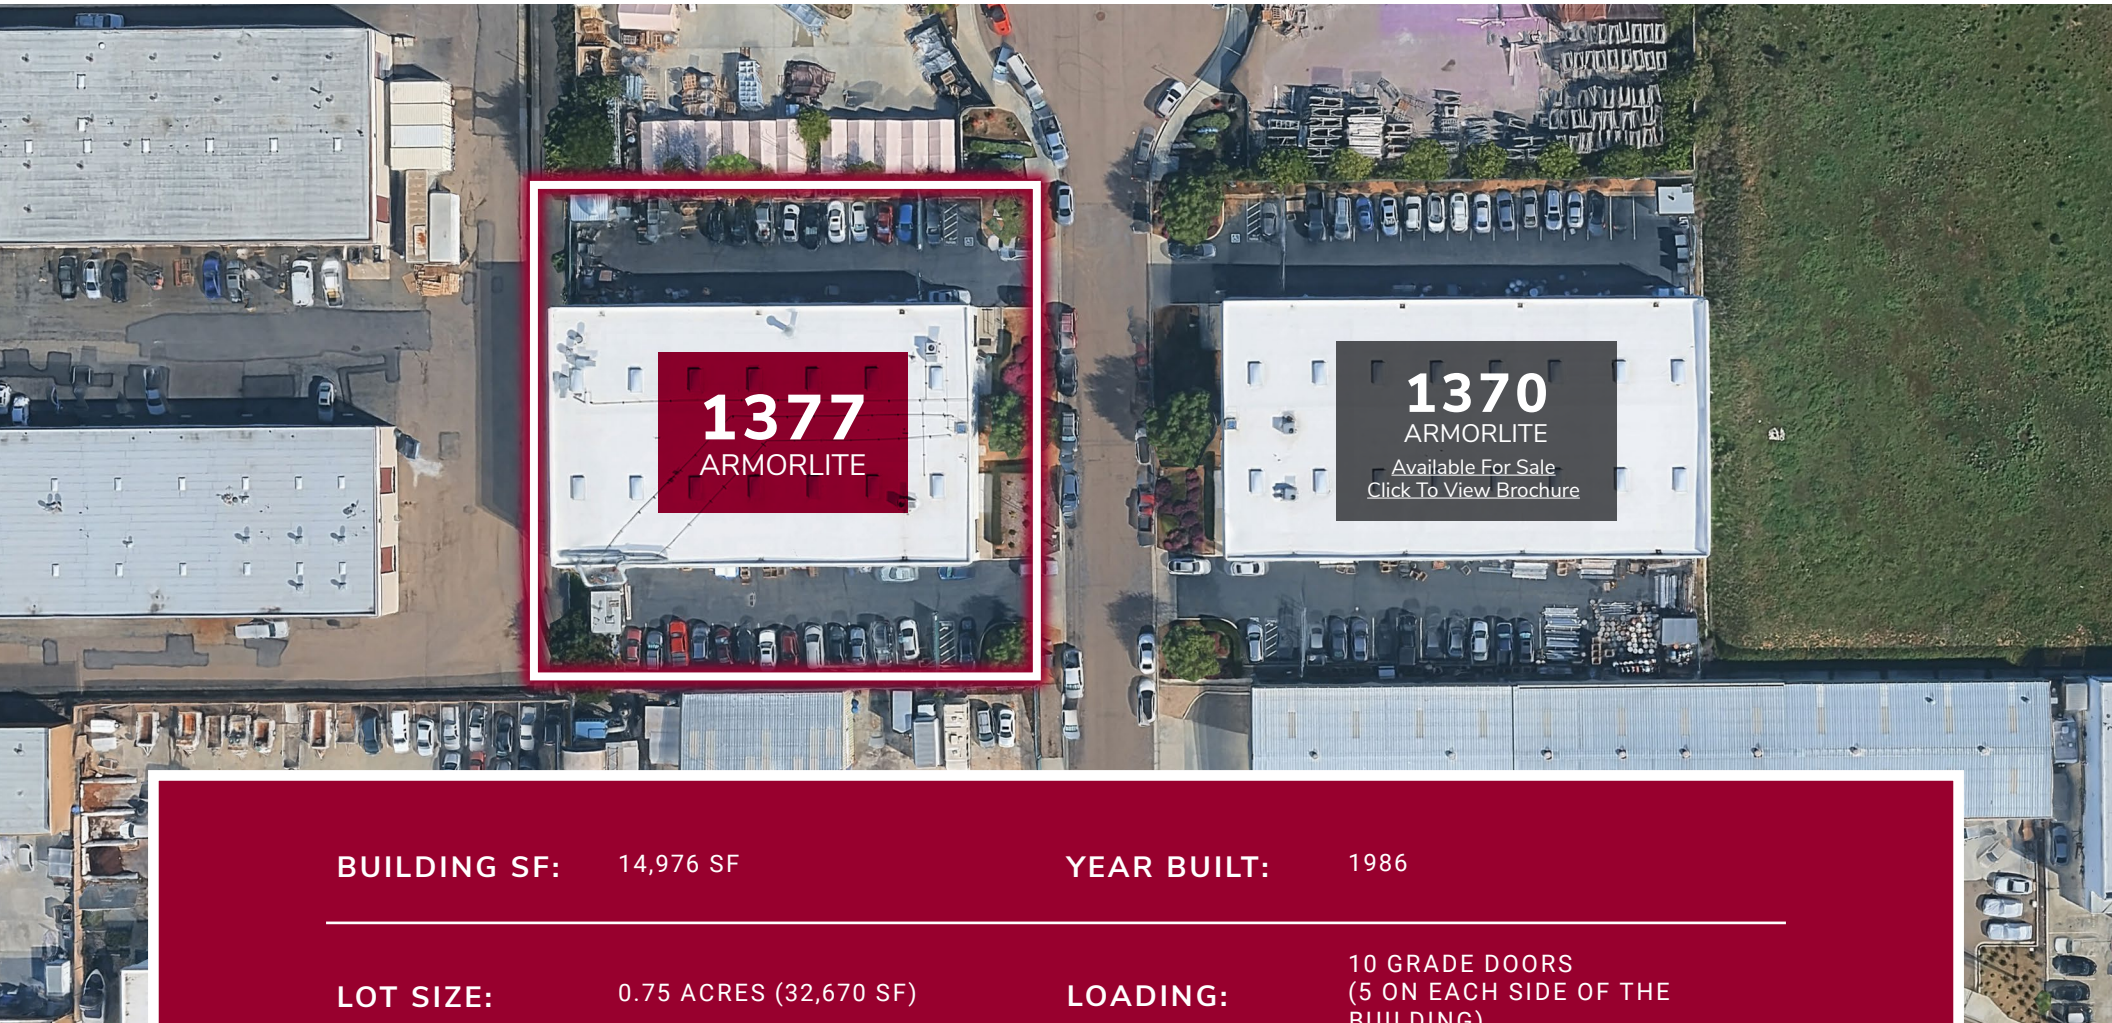 1377
ARMORLITE
1370
ARMORLITE
Available For Sale
Click To View Brochure
BUILDING SF: 14,976 SF
YEAR BUILT: 1986
LOT SIZE: 0.75 ACRES (32,670 SF)
LOADING: 10 GRADE DOORS
(5 ON EACH SIDE OF THE
BUILDING)